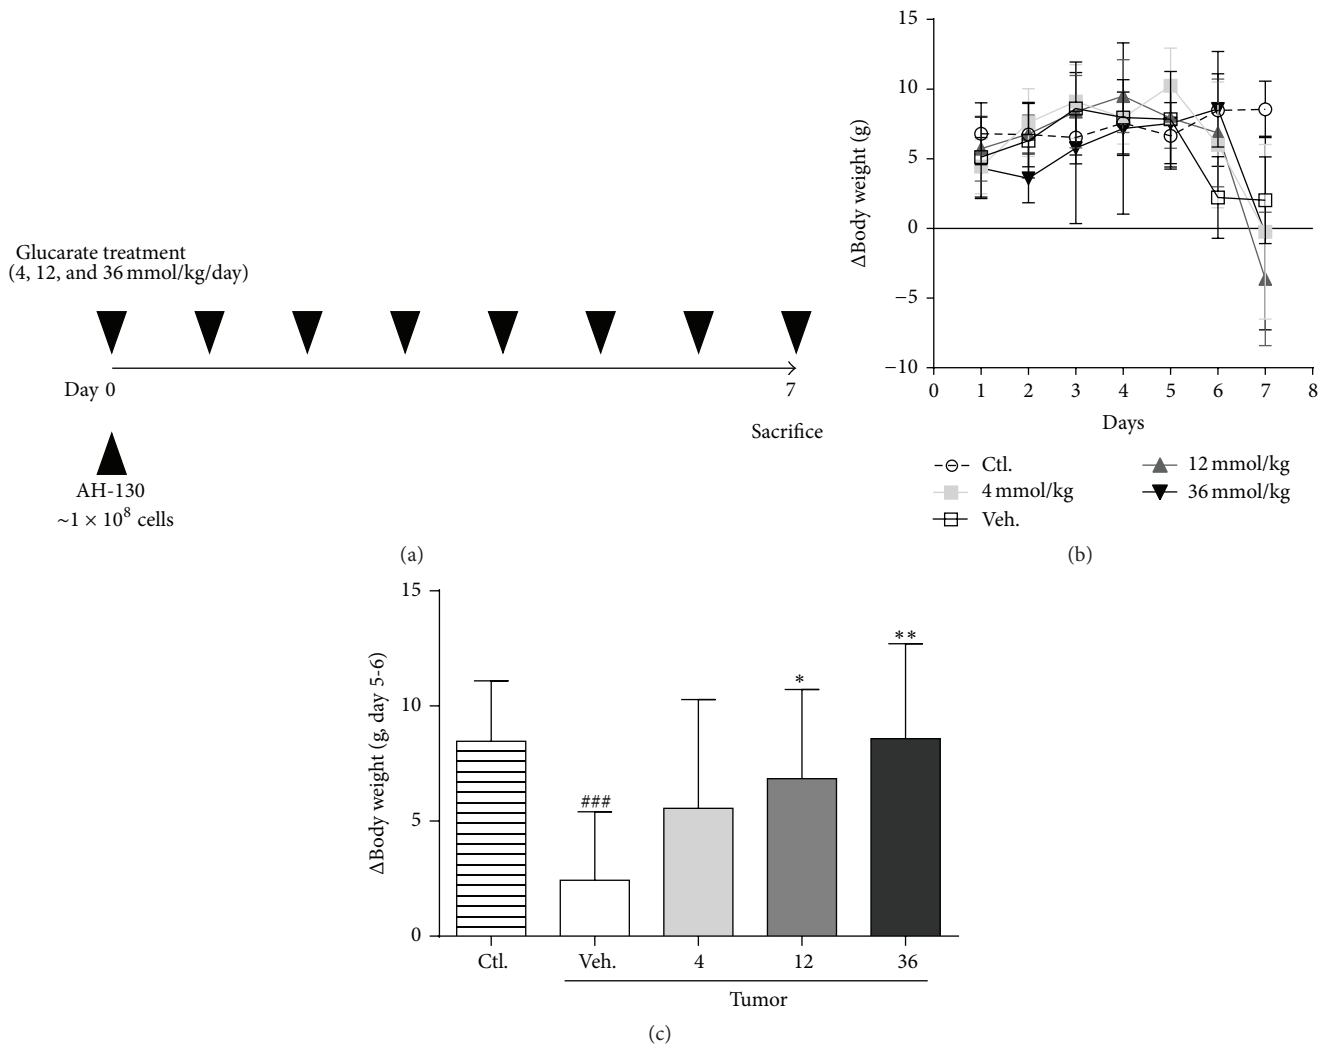 Glucarate treatment
(4, 12, and 36 mmol/kg/day)
Day 0
7
Sacrifice
AH-130
~1 × 10⁸ cells
(a)
15
10
5
0
−5
−10
ΔBody weight (g)
0 1 2 3 4 5 6 7 8
Days
Ctl.
4 mmol/kg
Veh.
12 mmol/kg
36 mmol/kg
(b)
15
10
5
0
ΔBody weight (g, day 5-6)
###
*
**
Ctl. Veh. 4 12 36
Tumor
(c)